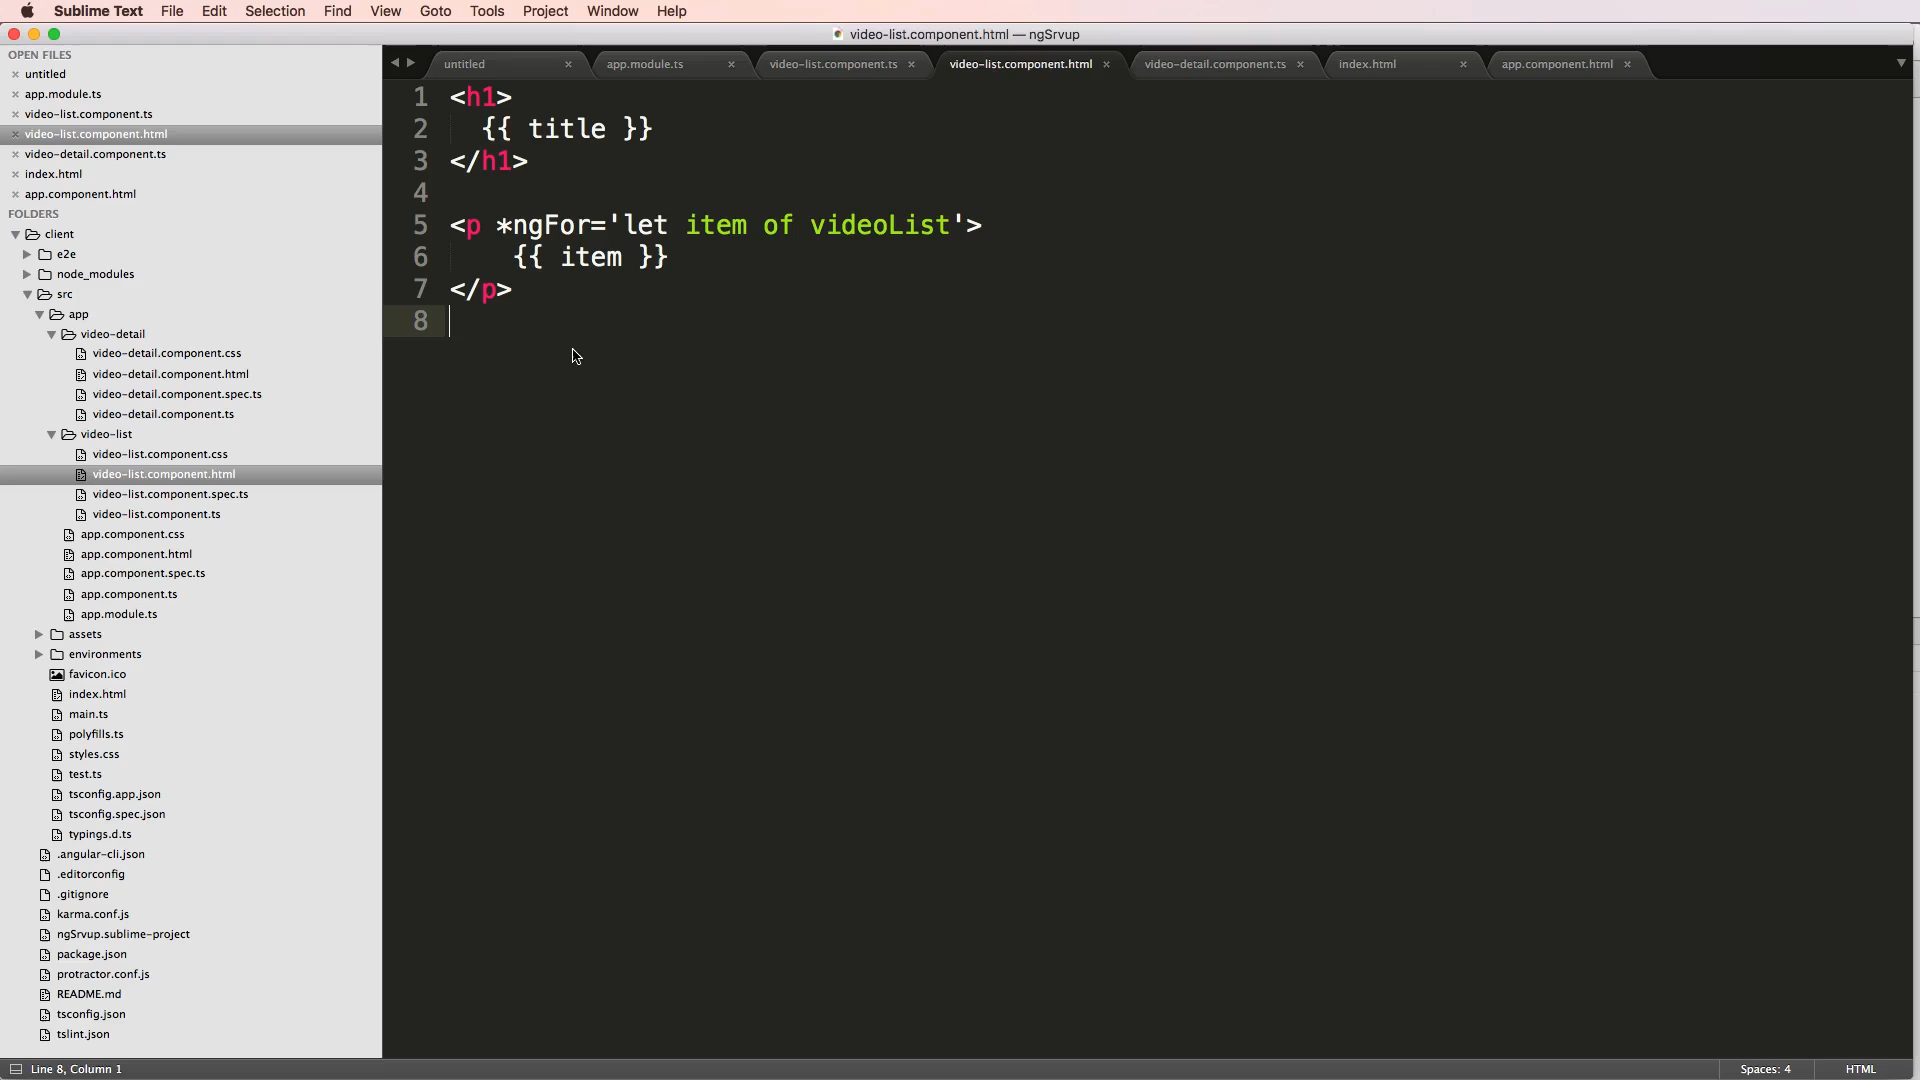 Sublime Text File Edit Selection Find View Goto Tools Project Window Help
video-list.component.html — ngSrvup
OPEN FILES
untitled
app.module.ts
video-list.component.ts
video-list.component.html
video-detail.component.ts
index.html
app.component.html
FOLDERS
client
e2e
node_modules
src
app
video-detail
video-detail.component.css
video-detail.component.html
video-detail.component.spec.ts
video-detail.component.ts
video-list
video-list.component.css
video-list.component.html
video-list.component.spec.ts
video-list.component.ts
app.component.css
app.component.html
app.component.spec.ts
app.component.ts
app.module.ts
assets
environments
favicon.ico
index.html
main.ts
polyfills.ts
styles.css
test.ts
tsconfig.app.json
tsconfig.spec.json
typings.d.ts
.angular-cli.json
.editorconfig
.gitignore
karma.conf.js
ngSrvup.sublime-project
package.json
protractor.conf.js
README.md
tsconfig.json
tslint.json
untitled app.module.ts video-list.component.ts video-list.component.html video-detail.component.ts index.html app.component.html
1 <h1>
2 {{ title }}
3 </h1>
4
5 <p *ngFor='let item of videoList'>
6 {{ item }}
7 </p>
8
Line 8, Column 1 Spaces: 4 HTML